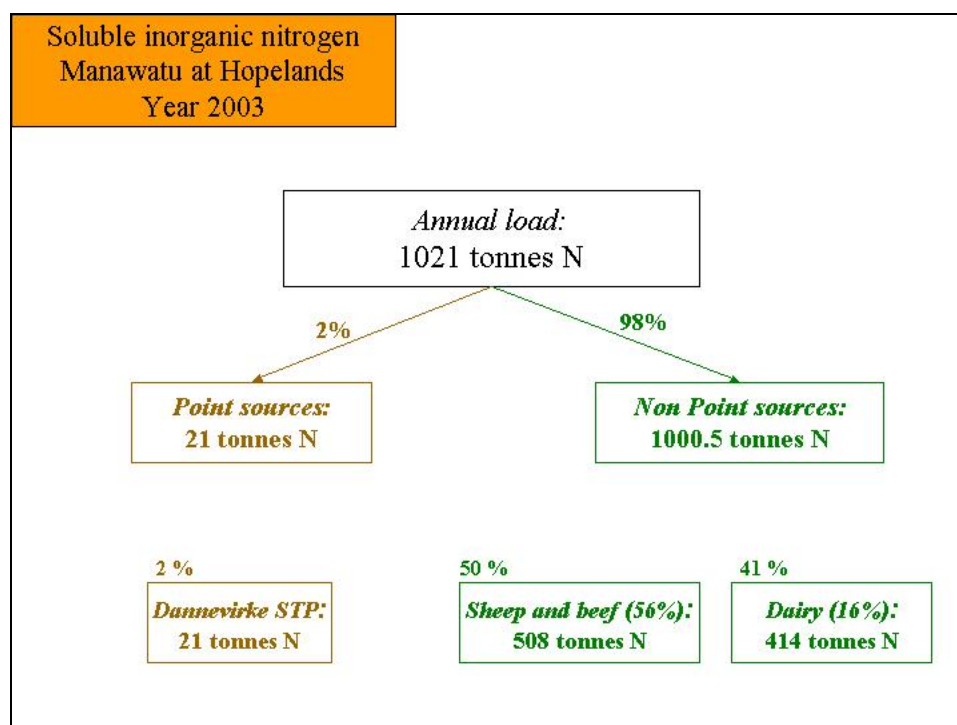 Soluble inorganic nitrogen
Manawatu at Hopelands
Year 2003
Annual load:
1021 tonnes N
2%
98%
Point sources:
21 tonnes N
Non Point sources:
1000.5 tonnes N
2 %
50 %
41 %
Dannevirke STP:
21 tonnes N
Sheep and beef (56%):
508 tonnes N
Dairy (16%):
414 tonnes N